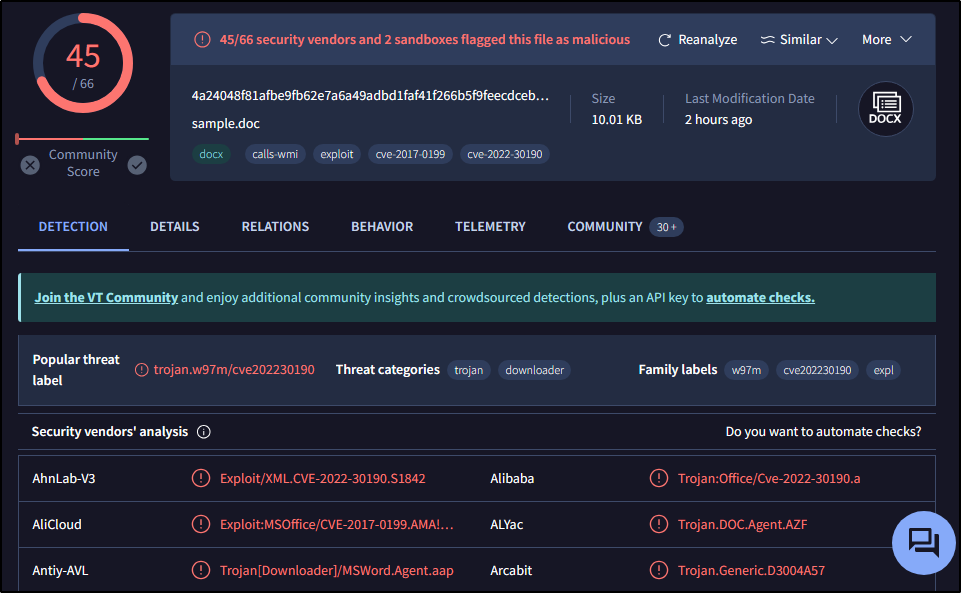 45
/ 66
Community
Score
45/66 security vendors and 2 sandboxes flagged this file as malicious
Reanalyze
Similar
More
4a24048f81afbe9fb62e7a6a49adbd1faf41f266b5f9feecdceb…
sample.doc
docx calls-wmi exploit cve-2017-0199 cve-2022-30190
Size
10.01 KB
Last Modification Date
2 hours ago
DOCX
DETECTION DETAILS RELATIONS BEHAVIOR TELEMETRY COMMUNITY 30 +
Join the VT Community and enjoy additional community insights and crowdsourced detections, plus an API key to automate checks.
Popular threat
label
trojan.w97m/cve202230190
Threat categories trojan downloader
Family labels w97m cve202230190 expl
Security vendors' analysis
Do you want to automate checks?
AhnLab-V3 Exploit/XML.CVE-2022-30190.S1842 Alibaba Trojan:Office/Cve-2022-30190.a
AliCloud Exploit:MSOffice/CVE-2017-0199.AMA!… ALYac Trojan.DOC.Agent.AZF
Antiy-AVL Trojan[Downloader]/MSWord.Agent.aap Arcabit Trojan.Generic.D3004A57